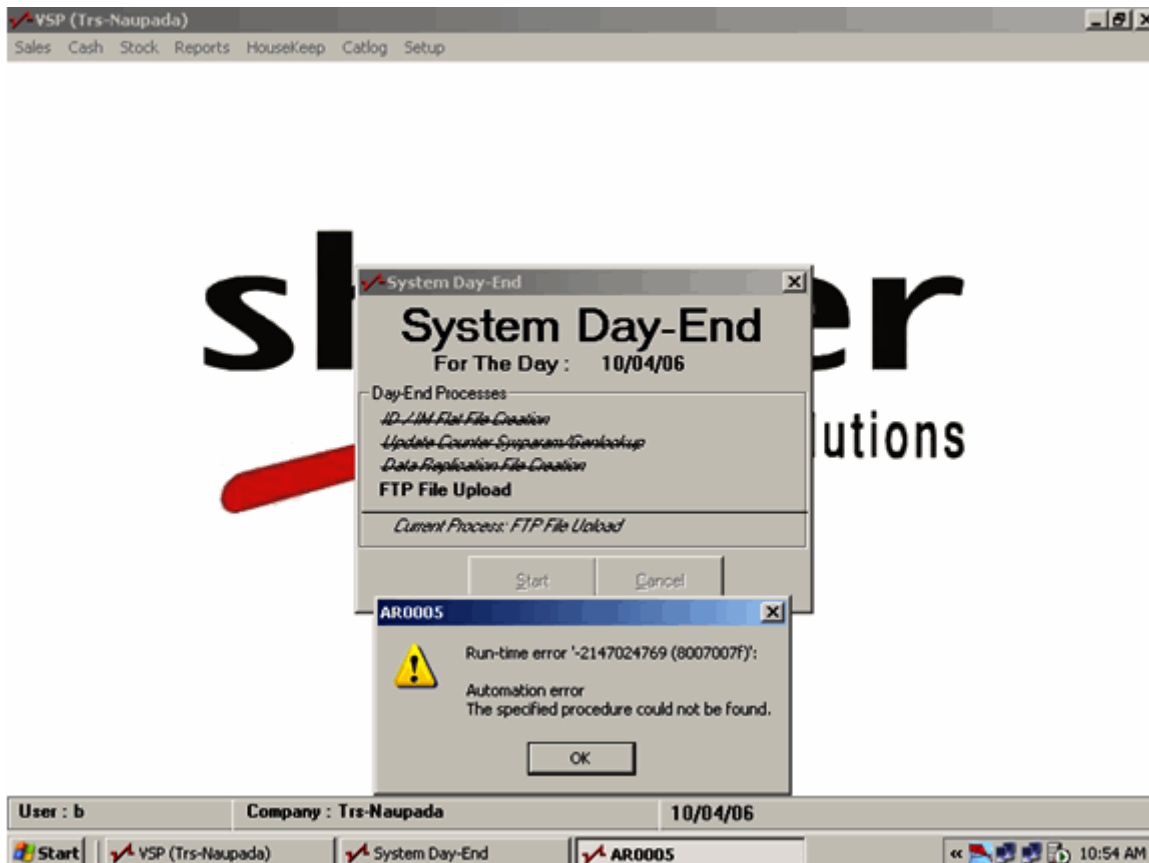 VSP (Trs-Naupada)
Sales Cash Stock Reports HouseKeep Catlog Setup
System Day-End
System Day-End
For The Day : 10/04/06
Day-End Processes
ID / IM Flat File Creation
Update Counter Sysparam/Genlookup
Data Replication File Creation
FTP File Upload
Current Process: FTP File Upload
Start Cancel
AR0005
Run-time error '-2147024769 (8007007f)':
Automation error
The specified procedure could not be found.
OK
lutions
User : b Company : Trs-Naupada 10/04/06
Start VSP (Trs-Naupada) System Day-End AR0005 « 10:54 AM